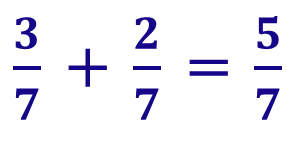 3/7 + 2/7 = 5/7